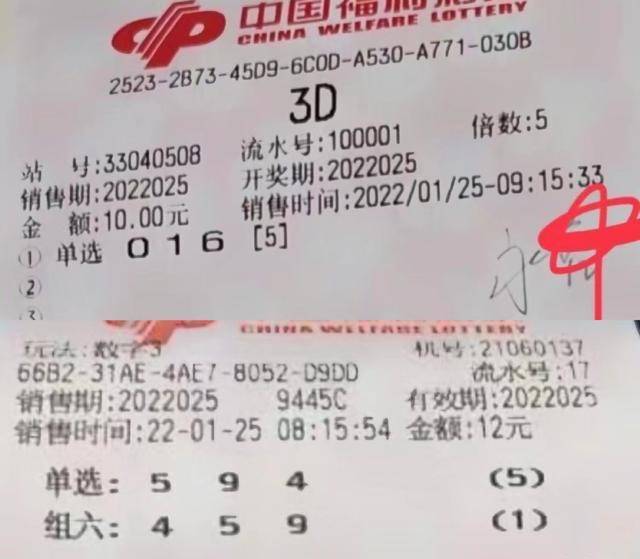 中国福利
CHINA WELFARE LOTTERY
2523-2B73-45D9-6C0D-A530-A771-030B
3D
站 号:33040508 流水号:100001 倍数:5
销售期:2022025 开奖期:2022025
金 额:10.00元 销售时间:2022/01/25-09:15:33
① 单选 0 1 6 [5]
②
3
中
CHINA WELFARE LOTTERY
玩法:数字3 机号:21060137
66B2-31AE-4AE7-8052-D9DD 流水号:17
销售期:2022025 9445C 有效期:2022025
销售时间:22-01-25 08:15:54 金额:12元
单选: 5 9 4 (5)
组六: 4 5 9 (1)